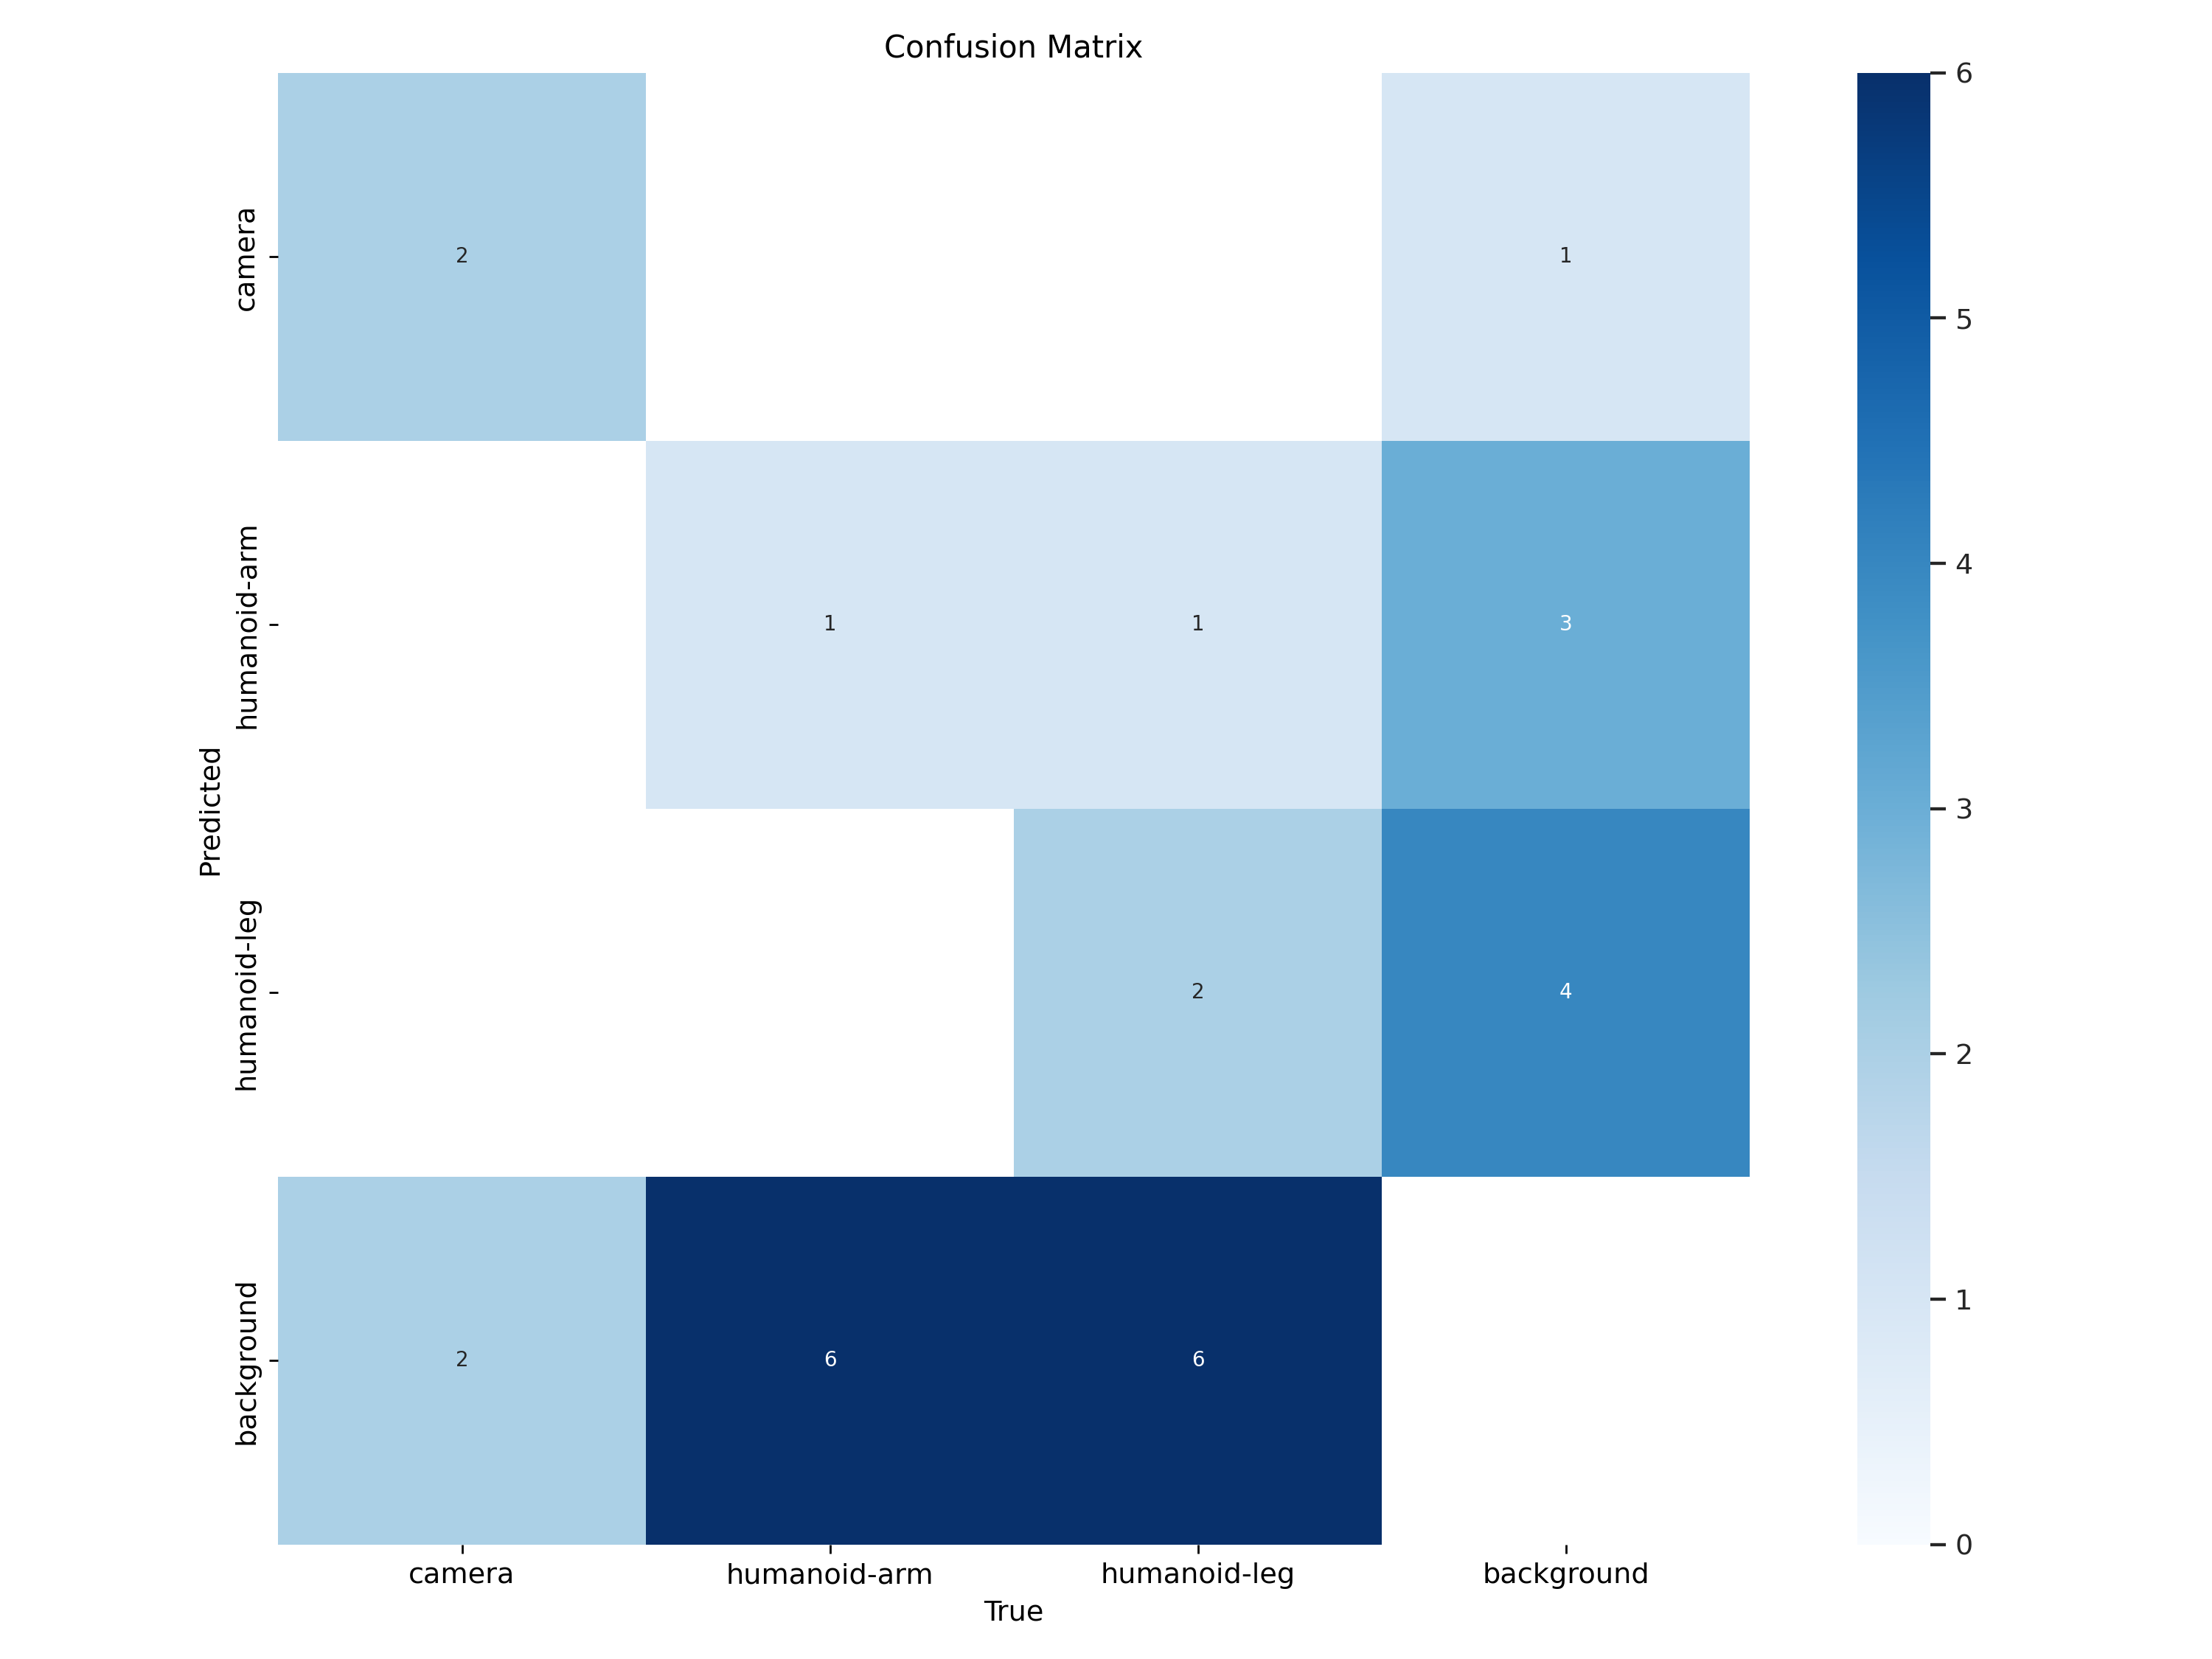 Confusion Matrix
camera
humanoid-arm
humanoid-leg
background
Predicted
2
1
1
1
3
2
4
2
6
6
camera
humanoid-arm
humanoid-leg
background
True
6
5
4
3
2
1
0